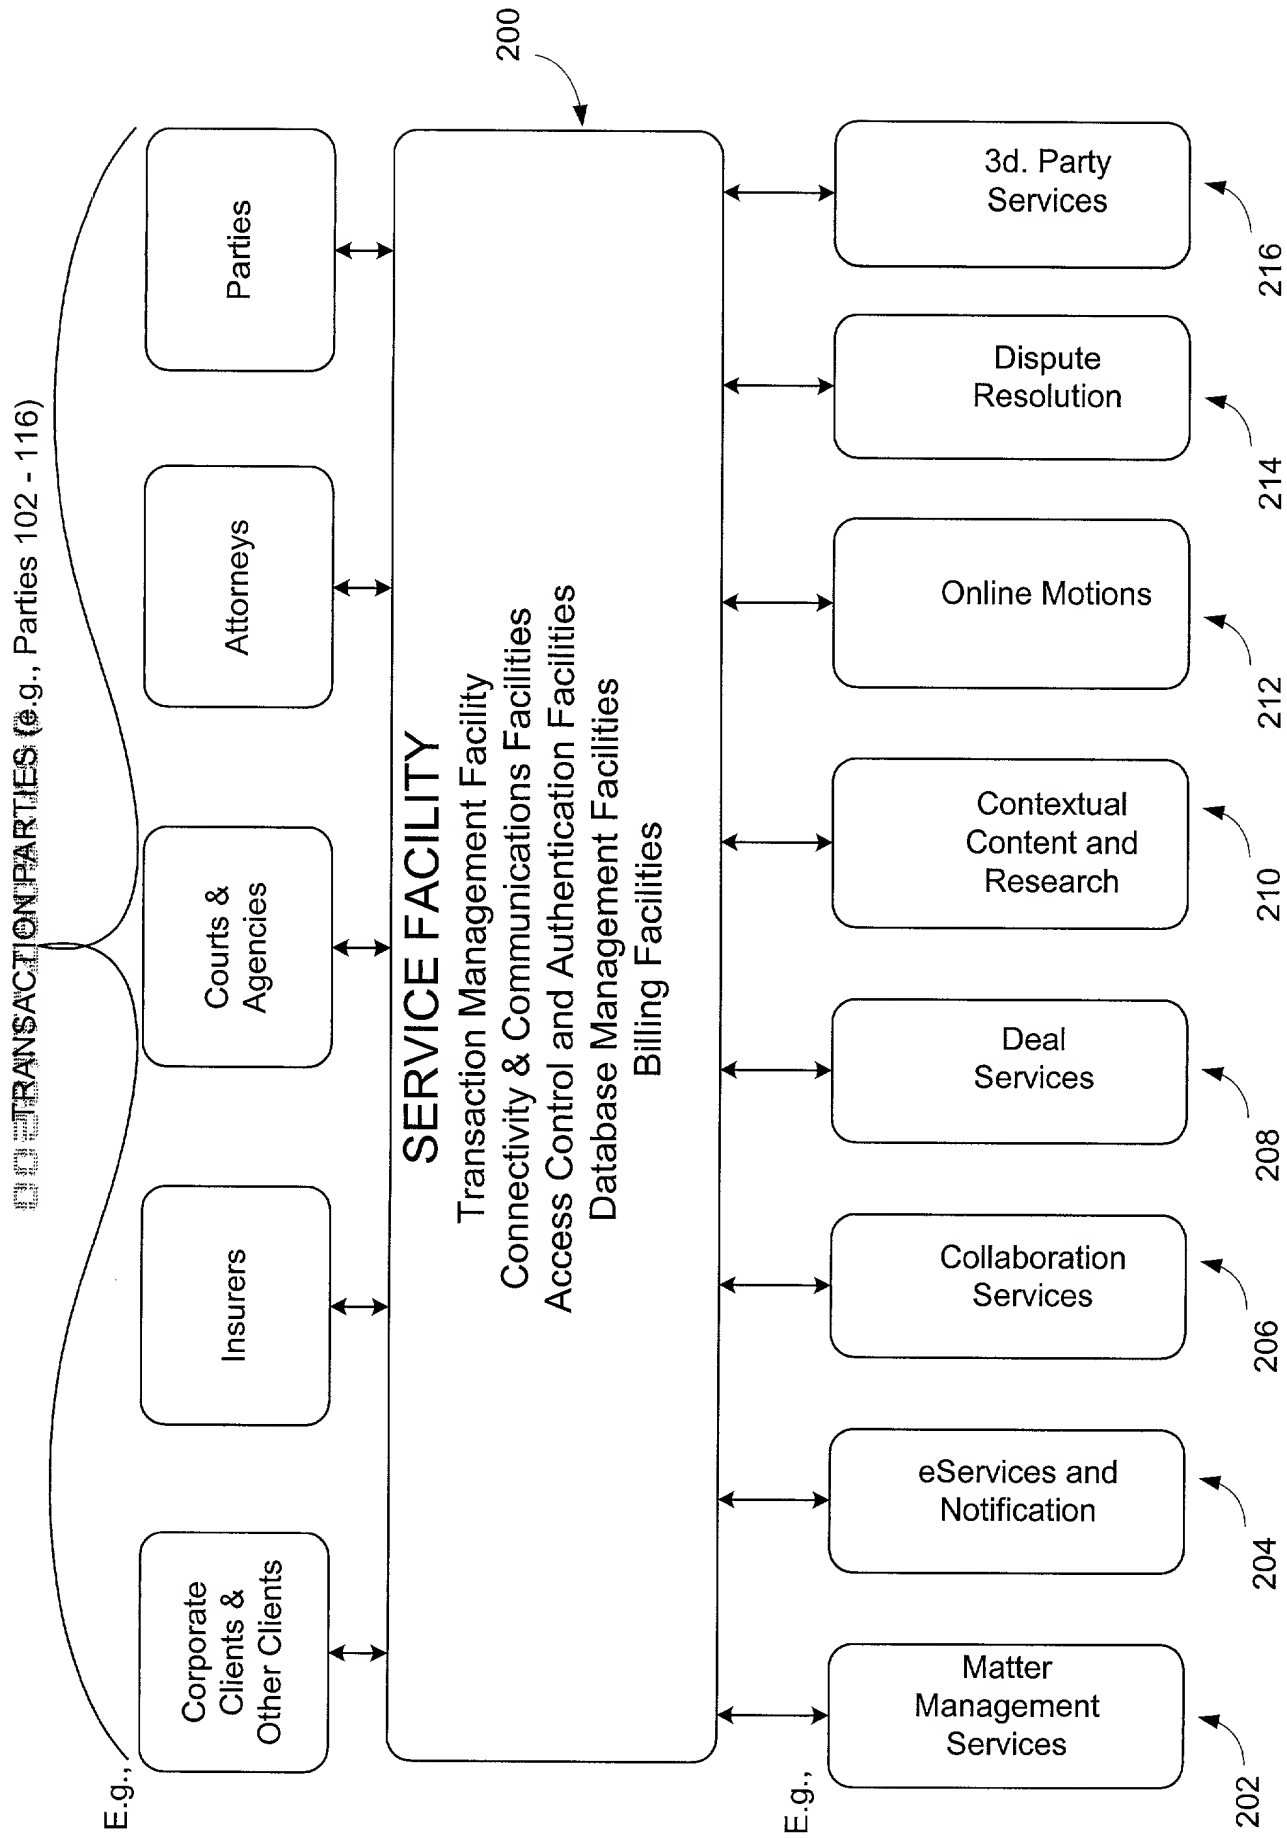 TRANSACTION PARTIES (e.g., Parties 102 - 116)
E.g.,
Corporate
Clients &
Other Clients
Insurers
Courts &
Agencies
Attorneys
Parties
200
SERVICE FACILITY
Transaction Management Facility
Connectivity & Communications Facilities
Access Control and Authentication Facilities
Database Management Facilities
Billing Facilities
E.g.,
Matter
Management
Services
202
eServices and
Notification
204
Collaboration
Services
206
Deal
Services
208
Contextual
Content and
Research
210
Online Motions
212
Dispute
Resolution
214
3d. Party
Services
216